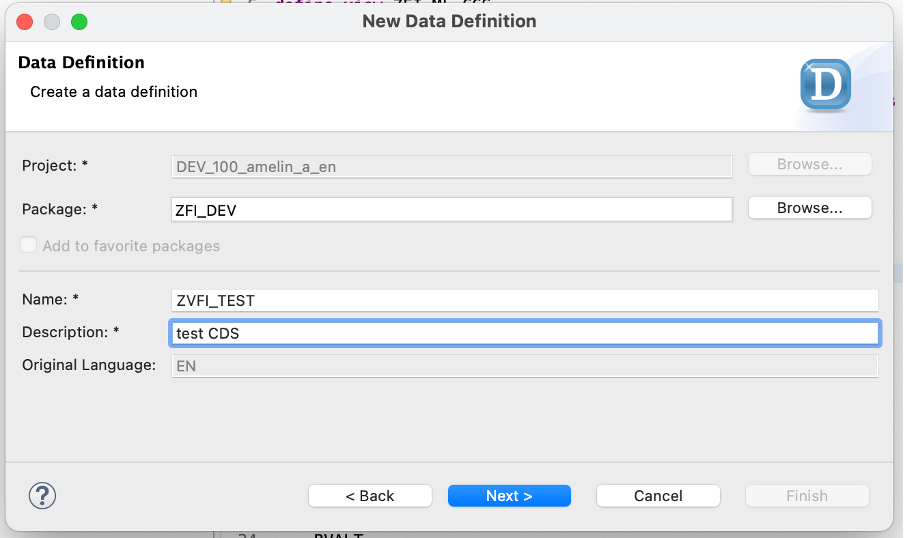 New Data Definition
Data Definition
Create a data definition
D
Project: *
DEV_100_amelin_a_en
Browse...
Package: *
ZFI_DEV
Browse...
Add to favorite packages
Name: *
ZVFI_TEST
Description: *
test CDS
Original Language:
EN
?
< Back
Next >
Cancel
Finish